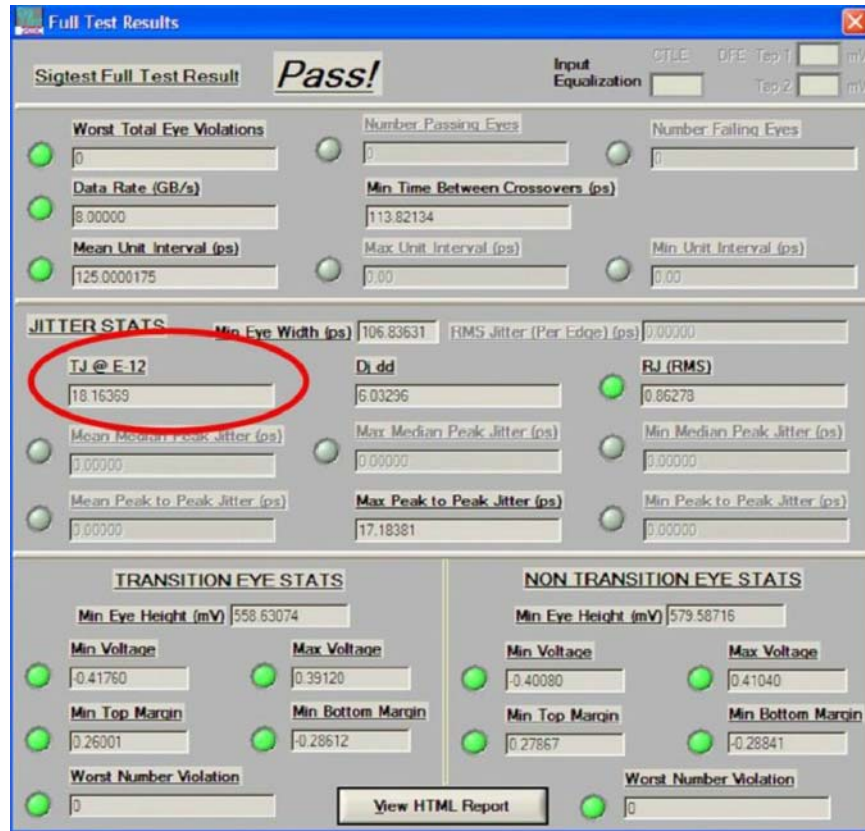 Full Test Results
Sigtest Full Test Result Pass! Input Equalization CTLE DFE Tap 1 mV
Tap 2 mV
Worst Total Eye Violations Number Passing Eyes Number Failing Eyes
0 0 0
Data Rate (GB/s) Min Time Between Crossovers (ps)
8.00000 113.82134
Mean Unit Interval (ps) Max Unit Interval (ps) Min Unit Interval (ps)
125.0000175 0.00 0.00
JITTER STATS Min Eye Width (ps) 106.83631 RMS Jitter (Per Edge) (ps) 0.00000
TJ @ E-12 Dj dd RJ (RMS)
18.16369 6.03296 0.86278
Mean Median Peak Jitter (ps) Max Median Peak Jitter (ps) Min Median Peak Jitter (ps)
0.00000 0.00000 0.00000
Mean Peak to Peak Jitter (ps) Max Peak to Peak Jitter (ps) Min Peak to Peak Jitter (ps)
0.00000 17.18381 0.00000
TRANSITION EYE STATS NON TRANSITION EYE STATS
Min Eye Height (mV) 558.63074 Min Eye Height (mV) 579.58716
Min Voltage Max Voltage Min Voltage Max Voltage
-0.41760 0.39120 -0.40080 0.41040
Min Top Margin Min Bottom Margin Min Top Margin Min Bottom Margin
0.26001 -0.28612 0.27867 -0.28841
Worst Number Violation Worst Number Violation
0 View HTML Report 0